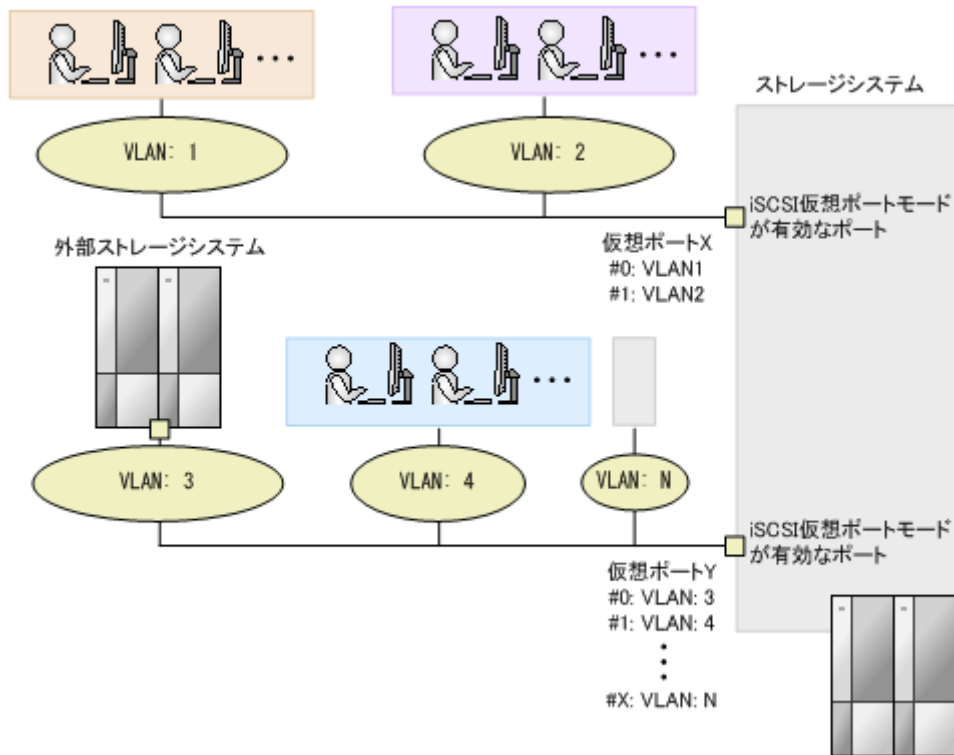 VLAN: 1
VLAN: 2
ストレージシステム
iSCSI仮想ポートモード
が有効なポート
仮想ポートX
#0: VLAN1
#1: VLAN2
外部ストレージシステム
VLAN: 3
VLAN: 4
VLAN: N
iSCSI仮想ポートモード
が有効なポート
仮想ポートY
#0: VLAN: 3
#1: VLAN: 4
#X: VLAN: N